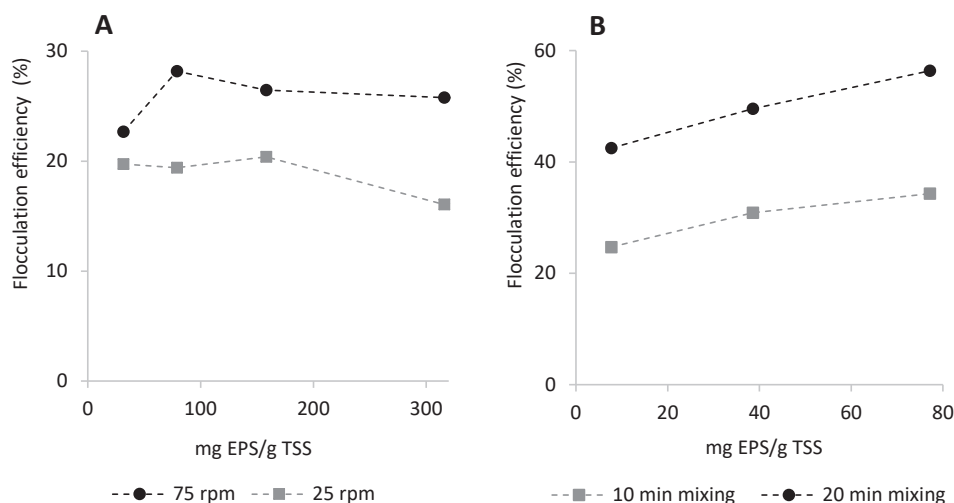 A
Flocculation efficiency (%)
30
20
10
0
0 100 200 300
mg EPS/g TSS
75 rpm 25 rpm
B
Flocculation efficiency (%)
60
40
20
0
0 20 40 60 80
mg EPS/g TSS
10 min mixing 20 min mixing